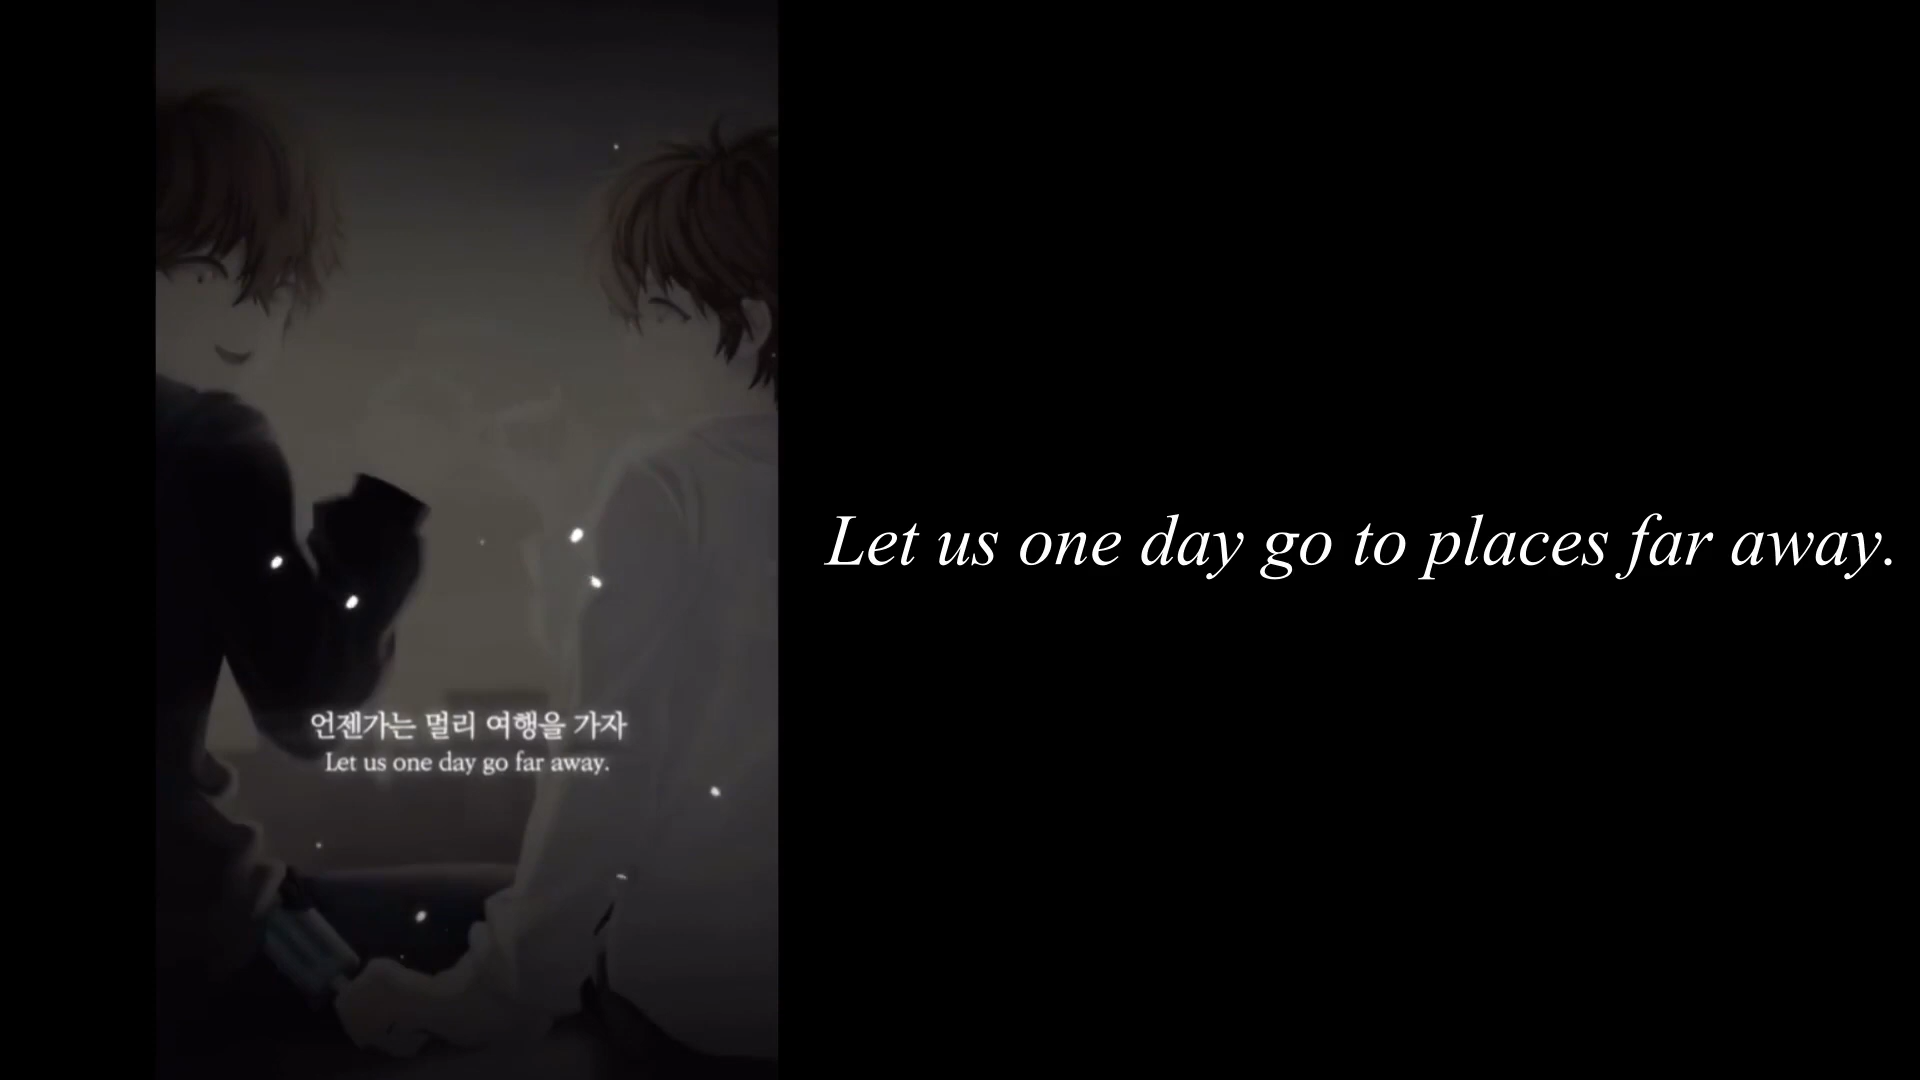 언젠가는 멀리 여행을 가자
Let us one day go far away.
Let us one day go to places far away.